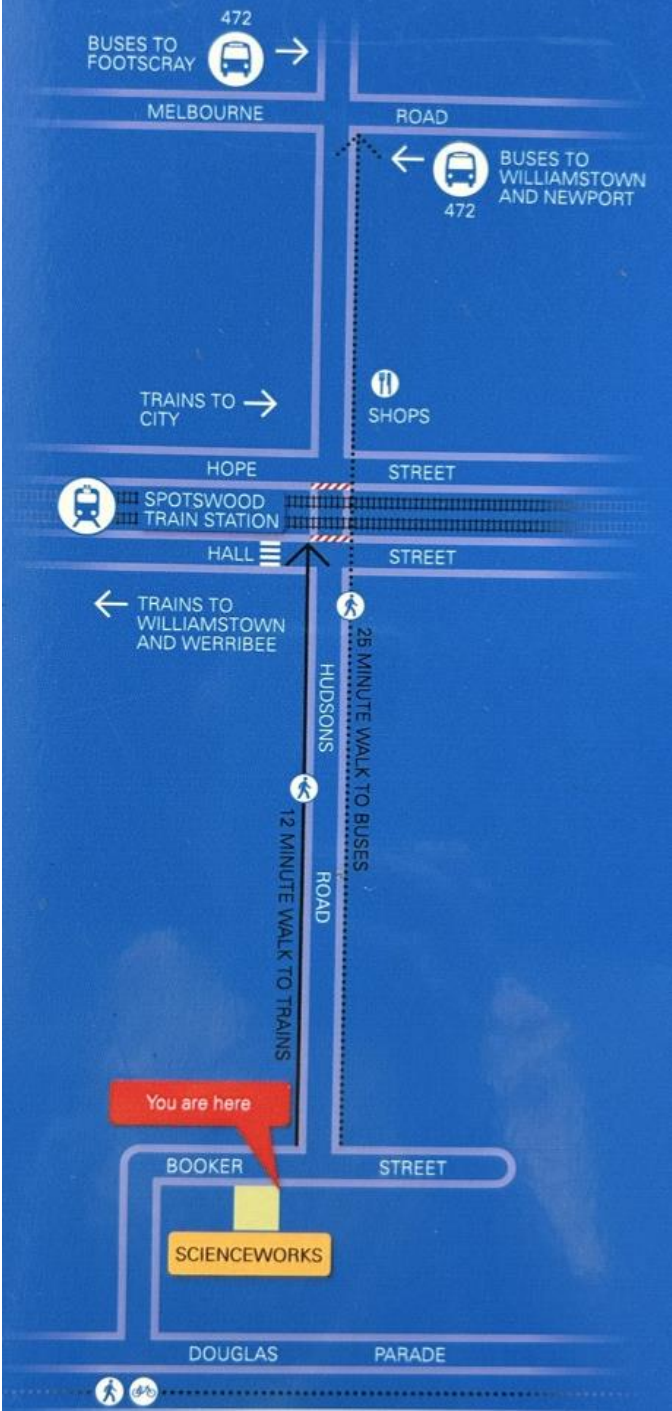 472
BUSES TO
FOOTSCRAY
MELBOURNE ROAD
BUSES TO
WILLIAMSTOWN
AND NEWPORT
472
TRAINS TO
CITY
SHOPS
HOPE STREET
SPOTSWOOD
TRAIN STATION
HALL STREET
TRAINS TO
WILLIAMSTOWN
AND WERRIBEE
HUDSONS ROAD
25 MINUTE WALK TO BUSES
12 MINUTE WALK TO TRAINS
You are here
BOOKER STREET
SCIENCEWORKS
DOUGLAS PARADE